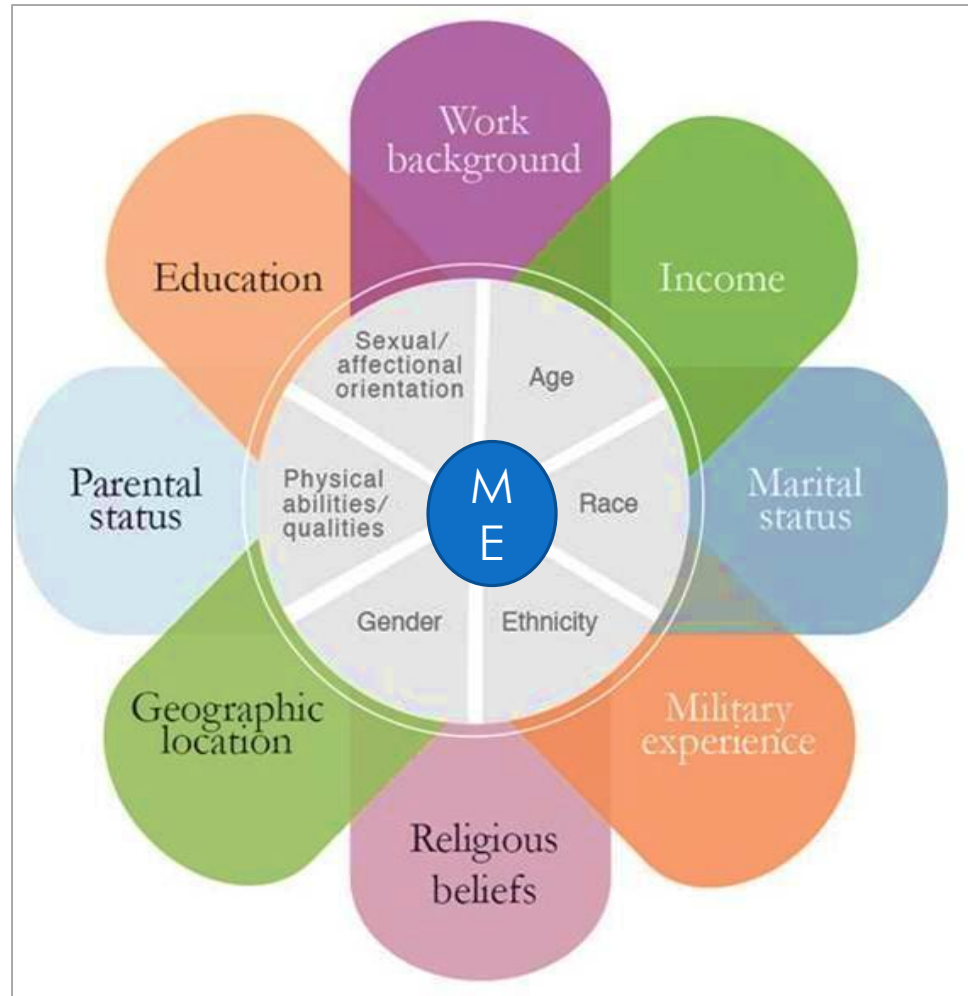 Work
background
Income
Marital
status
Military
experience
Religious
beliefs
Geographic
location
Parental
status
Education
Sexual/
affectional
orientation
Age
Race
Ethnicity
Gender
Physical
abilities/
qualities
M
E